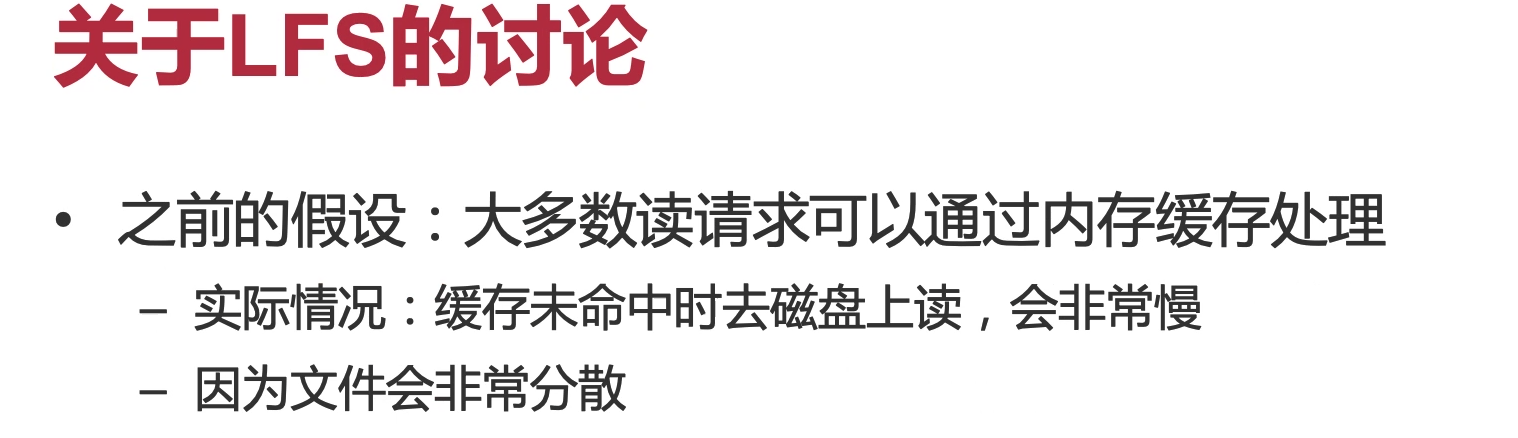 关于LFS的讨论
• 之前的假设：大多数读请求可以通过内存缓存处理
– 实际情况：缓存未命中时去磁盘上读，会非常慢
– 因为文件会非常分散